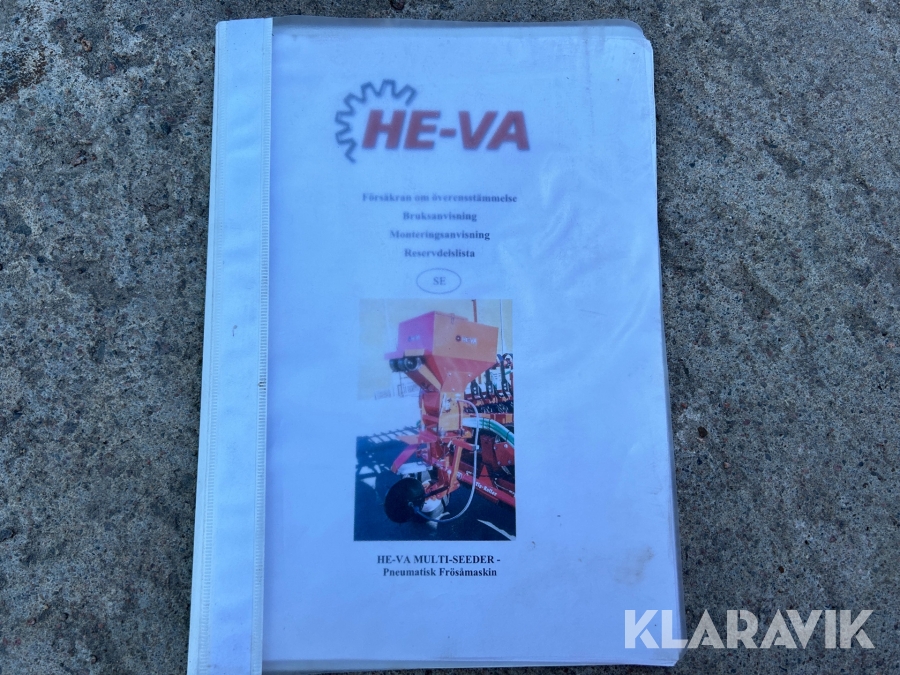 HE-VA
Försäkran om överensstämmelse
Bruksanvisning
Monteringsanvisning
Reservdelslista
SE
HE-VA MULTI-SEEDER -
Pneumatisk Frösåmaskin
KLARAVIK